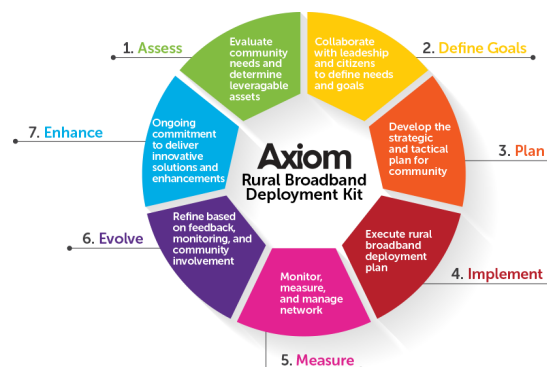 1. Assess
Evaluate
community
needs and
determine
leveragable
assets
2. Define Goals
Collaborate
with leadeship
and citizens
to define needs
and goals
3. Plan
Develop the
strategic
and tactical
plan for
community
4. Implement
Execute rural
broadband
deployment
plan
5. Measure
Monitor,
measure,
and manage
network
6. Evolve
Refine based
on feedback,
monitoring, and
community
involvement
7. Enhance
Ongoing
commitment
to deliver
innovative
solutions and
enhancements
Axiom
Rural Broadband
Deployment Kit